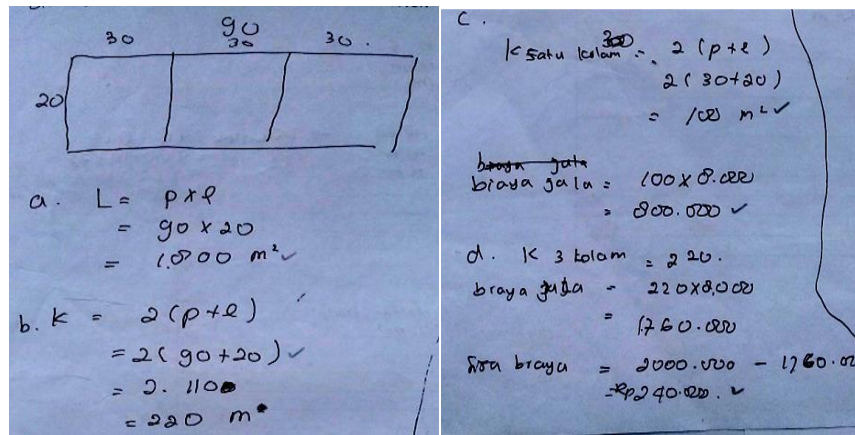 90
30 30 30.
20
a. L = p x l
= 90 x 20
= 1.800 m²
b. K = 2 (p + l)
= 2 ( 90 + 20 )
= 2. 110
= 220 m
C.
K satu kolam = 2 (p + l)
2 ( 30 + 20 )
= 100 m²
biaya jala = 100 x 8.000
= 800.000
d. K 3 kolam = 220.
biaya jala = 220 x 8,000
= 1.760.000
Sisa biaya = 2000.000 - 1760.00
= Rp 240.000.